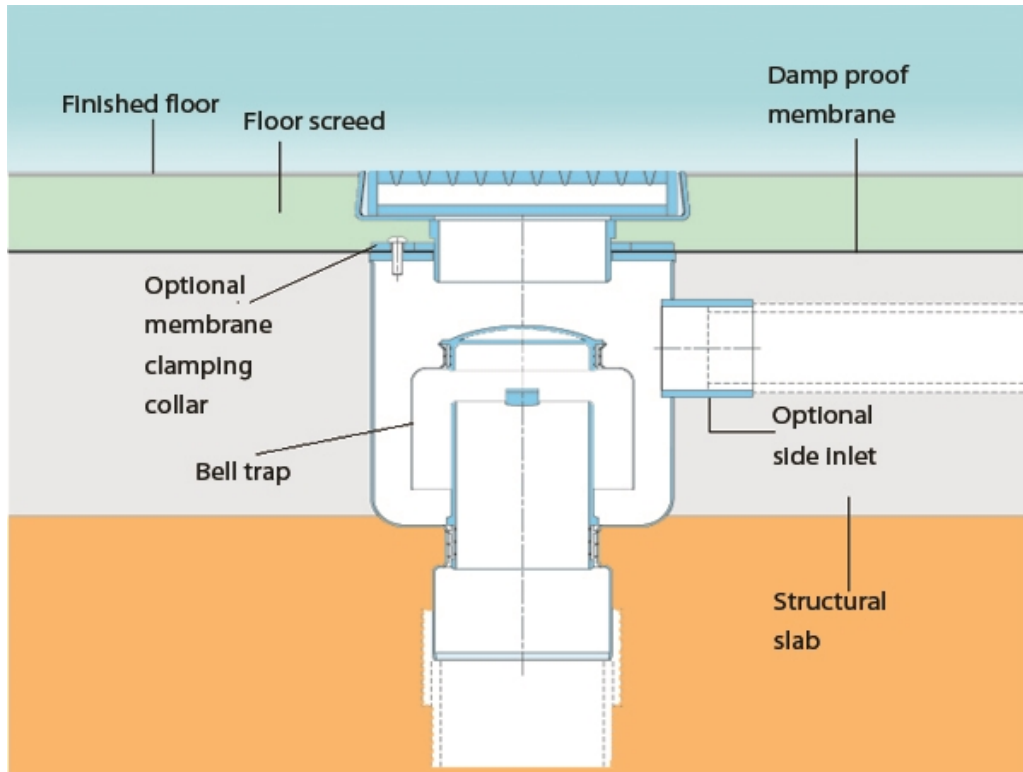 Finished floor
Floor screed
Damp proof
membrane
Optional
membrane
clamping
collar
Bell trap
Optional
side inlet
Structural
slab